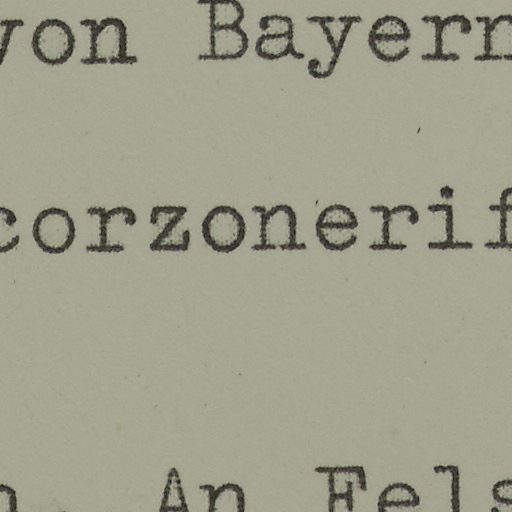 von Bayern
corzonerif
n. An Fels